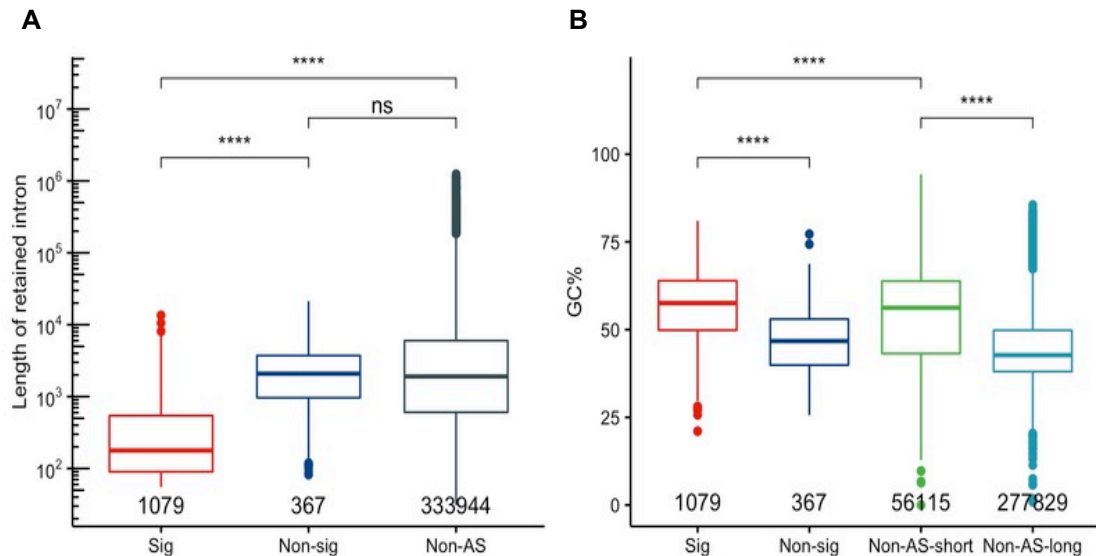 A
Length of retained intron
10^7
10^6
10^5
10^4
10^3
10^2
****
ns
****
1079 367 333944
Sig Non-sig Non-AS
B
GC%
100
75
50
25
0
****
****
****
1079 367 56115 277829
Sig Non-sig Non-AS-short Non-AS-long